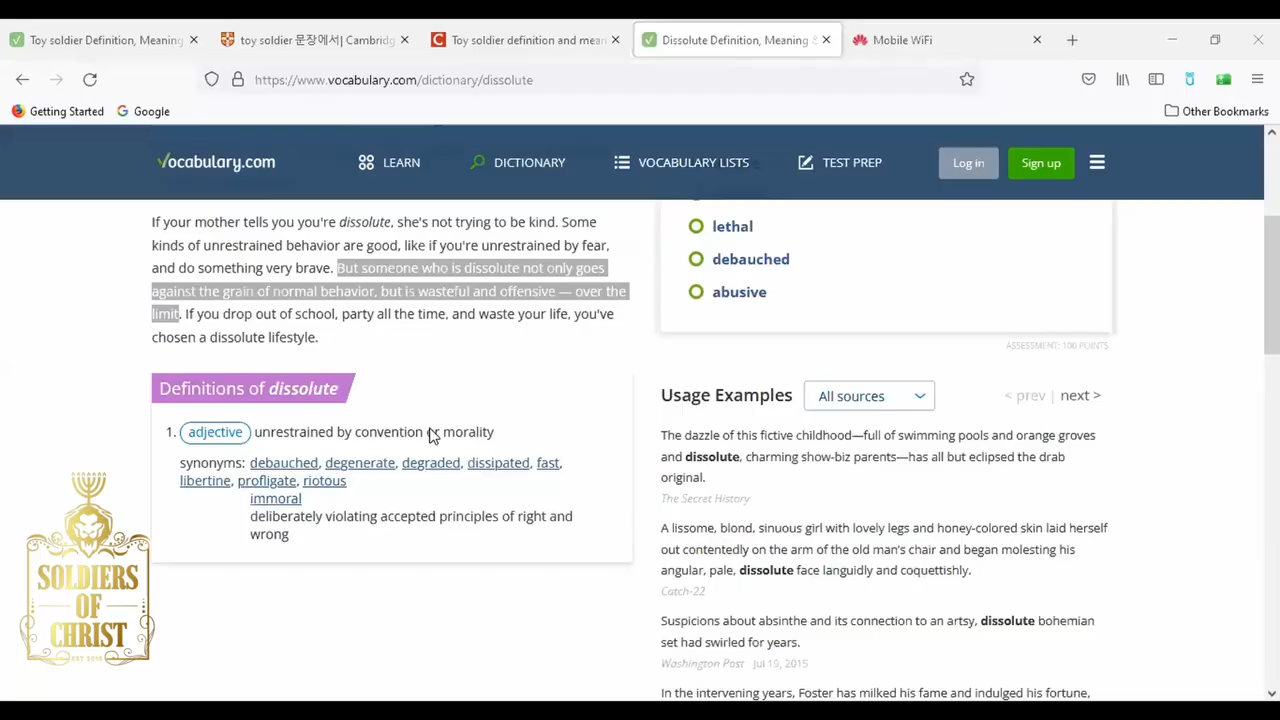 Toy soldier Definition, Meaning
toy soldier 문장에서| Cambridg
Toy soldier definition and mean
Dissolute Definition, Meaning &
Mobile WiFi
https://www.vocabulary.com/dictionary/dissolute
Getting Started
Google
Other Bookmarks
Vocabulary.com
LEARN
DICTIONARY
VOCABULARY LISTS
TEST PREP
Log in
Sign up
If your mother tells you you're dissolute, she's not trying to be kind. Some
kinds of unrestrained behavior are good, like if you're unrestrained by fear,
and do something very brave. But someone who is dissolute not only goes
against the grain of normal behavior, but is wasteful and offensive — over the
limit. If you drop out of school, party all the time, and waste your life, you've
chosen a dissolute lifestyle.
lethal
debauched
abusive
ASSESSMENT: 100 POINTS
Definitions of dissolute
1. adjective unrestrained by convention or morality
synonyms: debauched, degenerate, degraded, dissipated, fast,
libertine, profligate, riotous
immoral
deliberately violating accepted principles of right and
wrong
Usage Examples
All sources
< prev | next >
The dazzle of this fictive childhood—full of swimming pools and orange groves
and dissolute, charming show-biz parents—has all but eclipsed the drab
original.
The Secret History
A lissome, blond, sinuous girl with lovely legs and honey-colored skin laid herself
out contentedly on the arm of the old man's chair and began molesting his
angular, pale, dissolute face languidly and coquettishly.
Catch-22
Suspicions about absinthe and its connection to an artsy, dissolute bohemian
set had swirled for years.
Washington Post Jul 19, 2015
In the intervening years, Foster has milked his fame and indulged his fortune,
SOLDIERS
OF
CHRIST